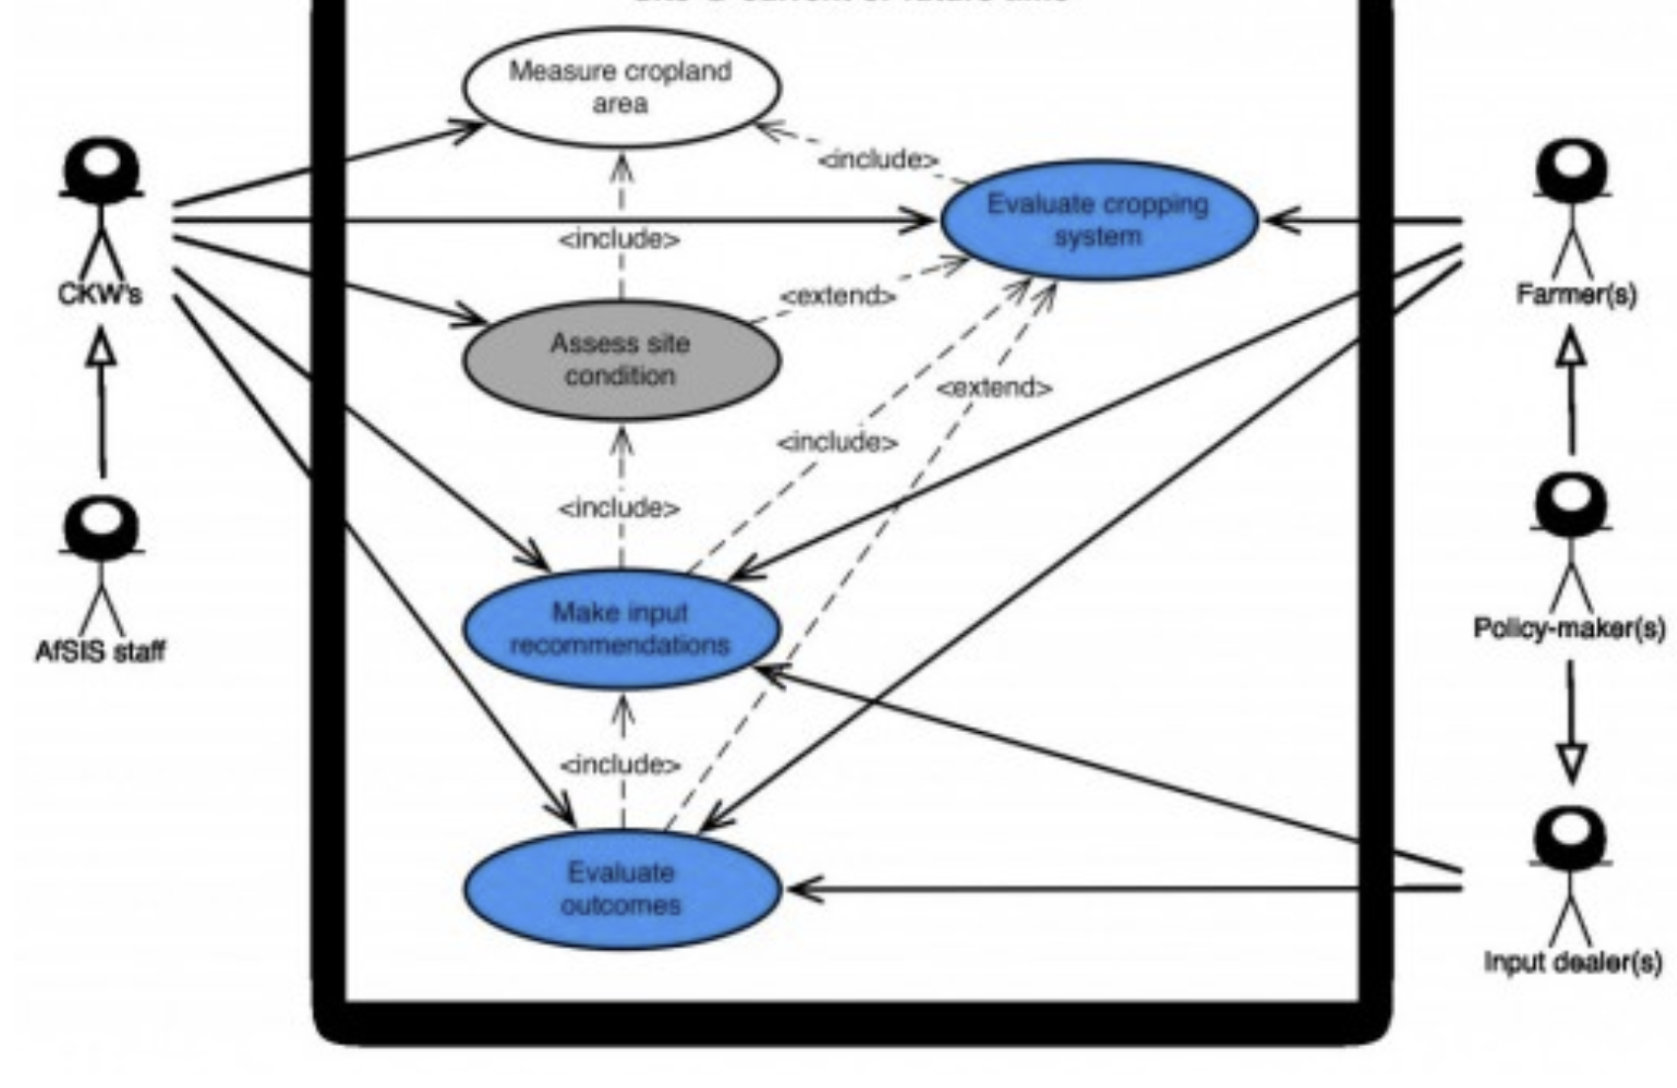 Measure cropland
area
<include>
Evaluate cropping
system
<include>
CKW's
<extend>
Farmer(s)
Assess site
condition
<extend>
<include>
<include>
Make input
recommendations
Policy-maker(s)
AfSIS staff
<include>
Evaluate
outcomes
Input dealer(s)